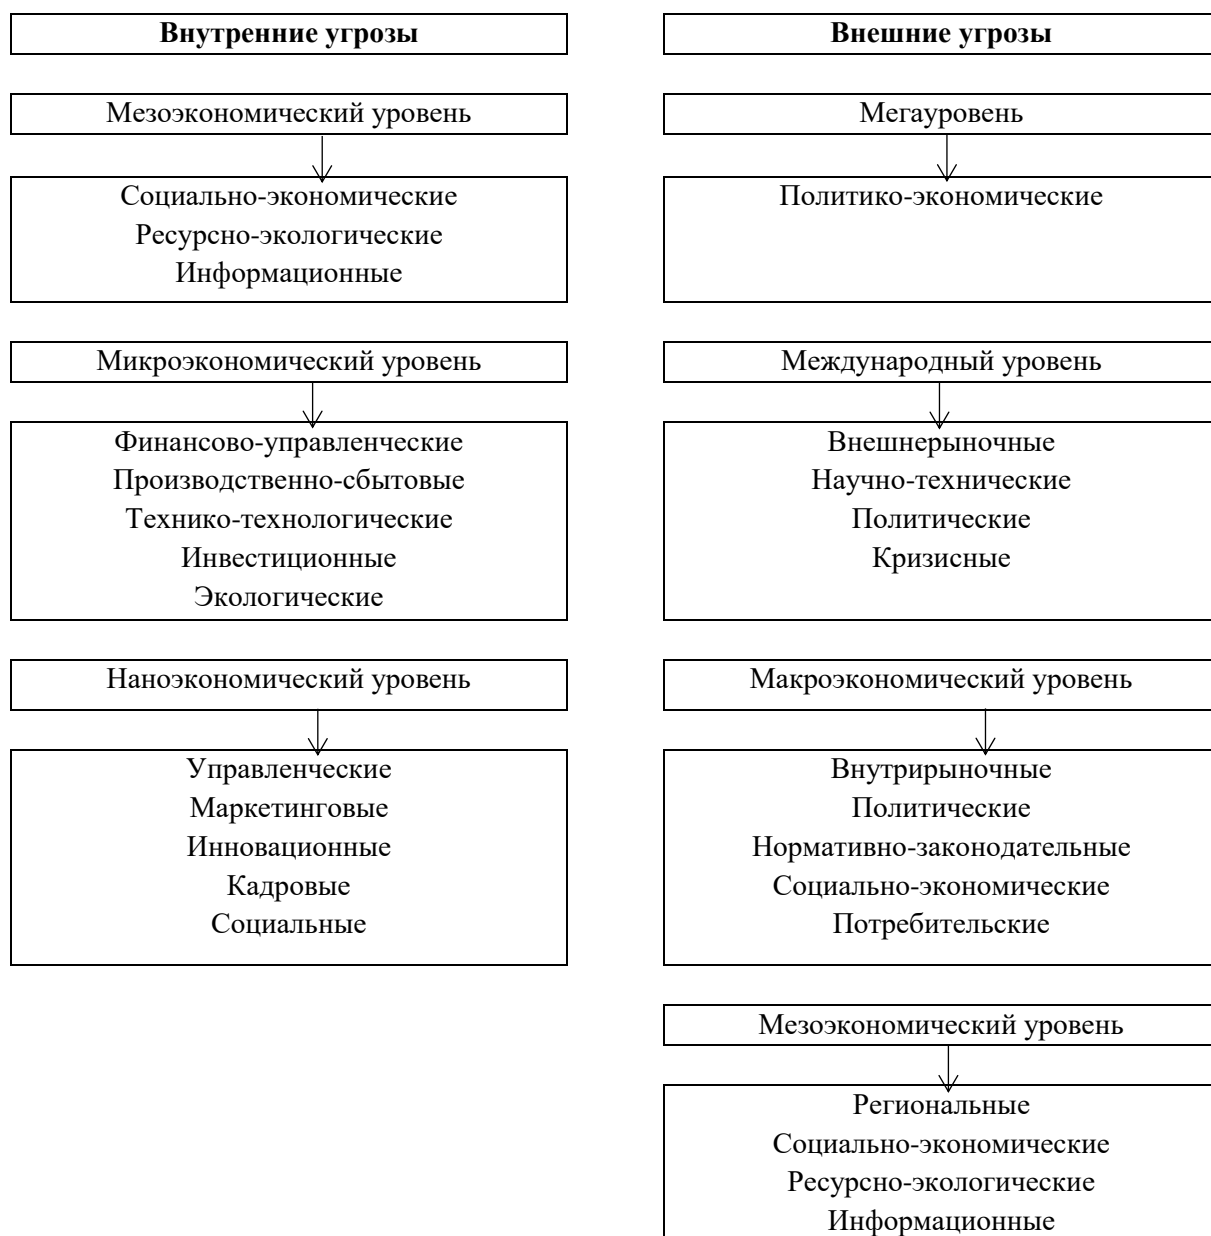 Внутренние угрозы
Мезоэкономический уровень
Социально-экономические
Ресурсно-экологические
Информационные
Микроэкономический уровень
Финансово-управленческие
Производственно-сбытовые
Технико-технологические
Инвестиционные
Экологические
Наноэкономический уровень
Управленческие
Маркетинговые
Инновационные
Кадровые
Социальные
Внешние угрозы
Мегауровень
Политико-экономические
Международный уровень
Внешнерыночные
Научно-технические
Политические
Кризисные
Макроэкономический уровень
Внутрирыночные
Политические
Нормативно-законодательные
Социально-экономические
Потребительские
Мезоэкономический уровень
Региональные
Социально-экономические
Ресурсно-экологические
Информационные